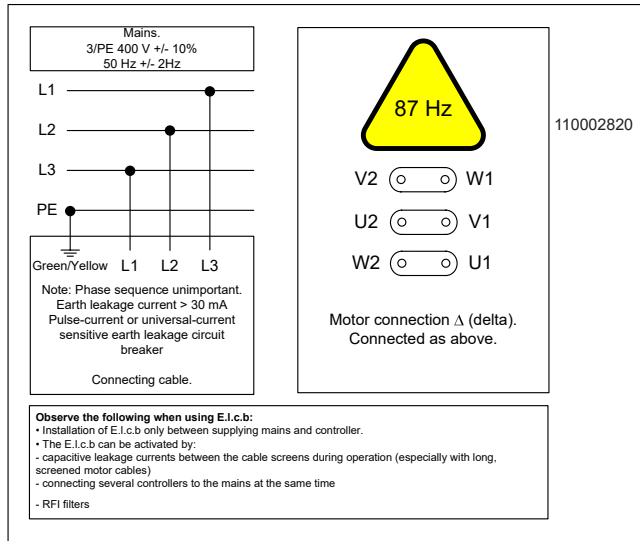 Mains.
3/PE 400 V +/- 10%
50 Hz +/- 2Hz
L1
L2
L3
PE
Green/Yellow L1 L2 L3
Note: Phase sequence unimportant.
Earth leakage current > 30 mA
Pulse-current or universal-current
sensitive earth leakage circuit
breaker
Connecting cable.
87 Hz
V2 W1
U2 V1
W2 U1
Motor connection Δ (delta).
Connected as above.
110002820
Observe the following when using E.l.c.b:
• Installation of E.l.c.b only between supplying mains and controller.
• The E.l.c.b can be activated by:
- capacitive leakage currents between the cable screens during operation (especially with long,
screened motor cables)
- connecting several controllers to the mains at the same time
- RFI filters